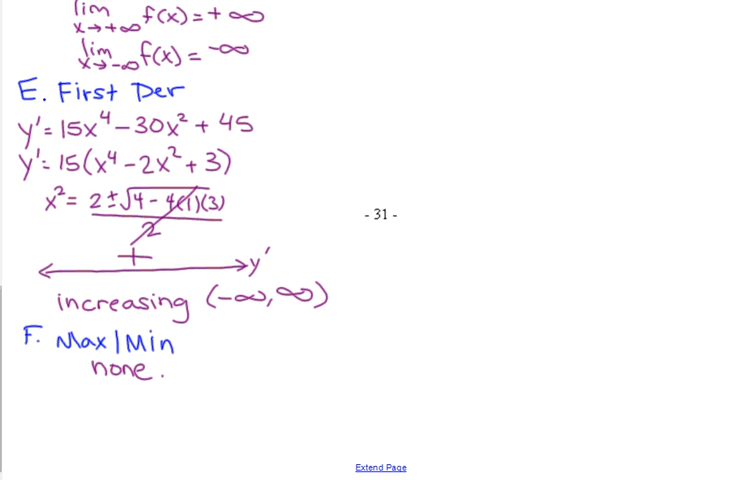 lim f(x) = + ∞
x→+∞
lim f(x) = -∞
x→-∞
E. First Der
y' = 15x⁴ - 30x² + 45
y' = 15(x⁴ - 2x² + 3)
x² = 2 ± √4 - 4(1)(3)
2
- 31 -
+
y'
increasing (-∞, ∞)
F. Max/Min
none.
Extend Page